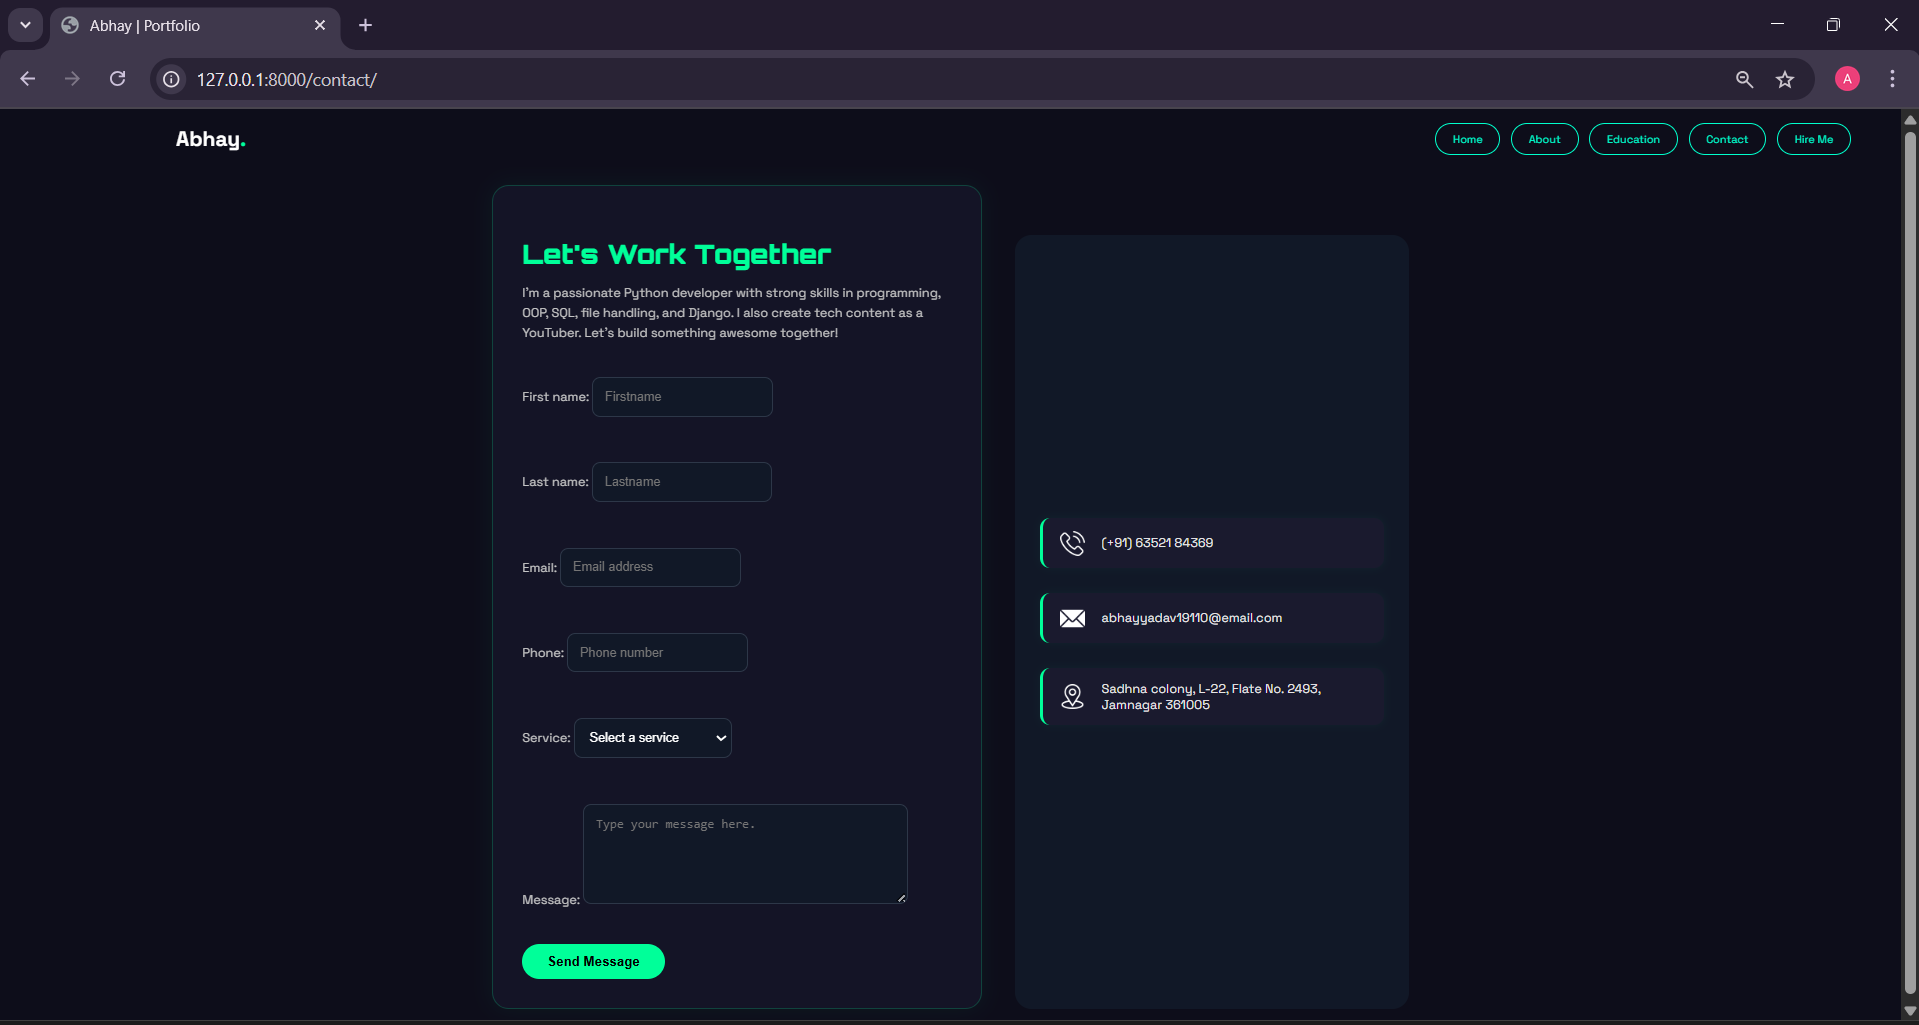 Abhay | Portfolio
127.0.0.1:8000/contact/
A
Abhay.
Home
About
Education
Contact
Hire Me
Let's Work Together
I'm a passionate Python developer with strong skills in programming,
OOP, SQL, file handling, and Django. I also create tech content as a
YouTuber. Let's build something awesome together!
First name: Firstname
Last name: Lastname
Email: Email address
Phone: Phone number
Service: Select a service
Type your message here.
Message:
Send Message
(+91) 63521 84369
abhayyadav19110@email.com
Sadhna colony, L-22, Flate No. 2493,
Jamnagar 361005